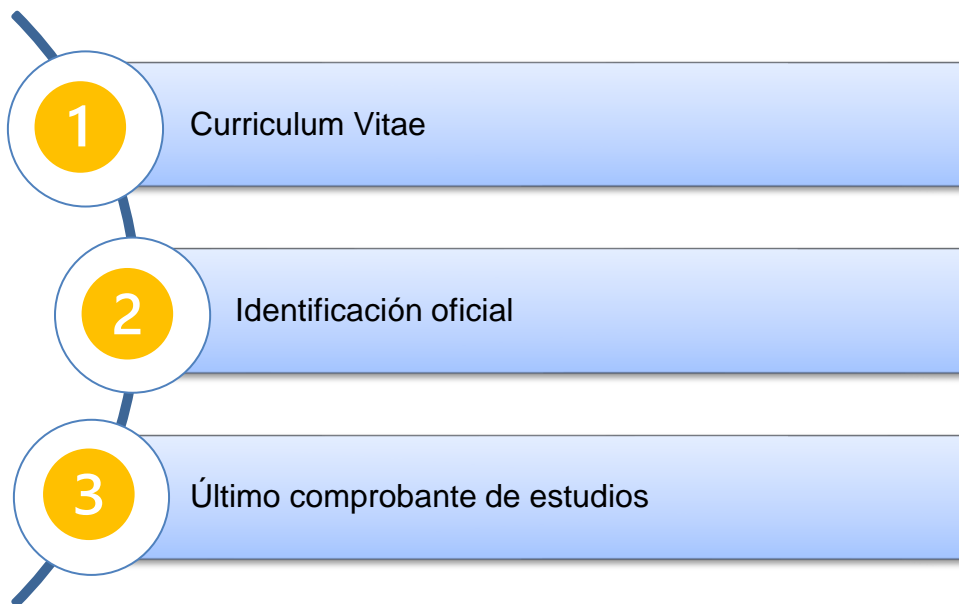 1
Curriculum Vitae
2
Identificación oficial
3
Último comprobante de estudios